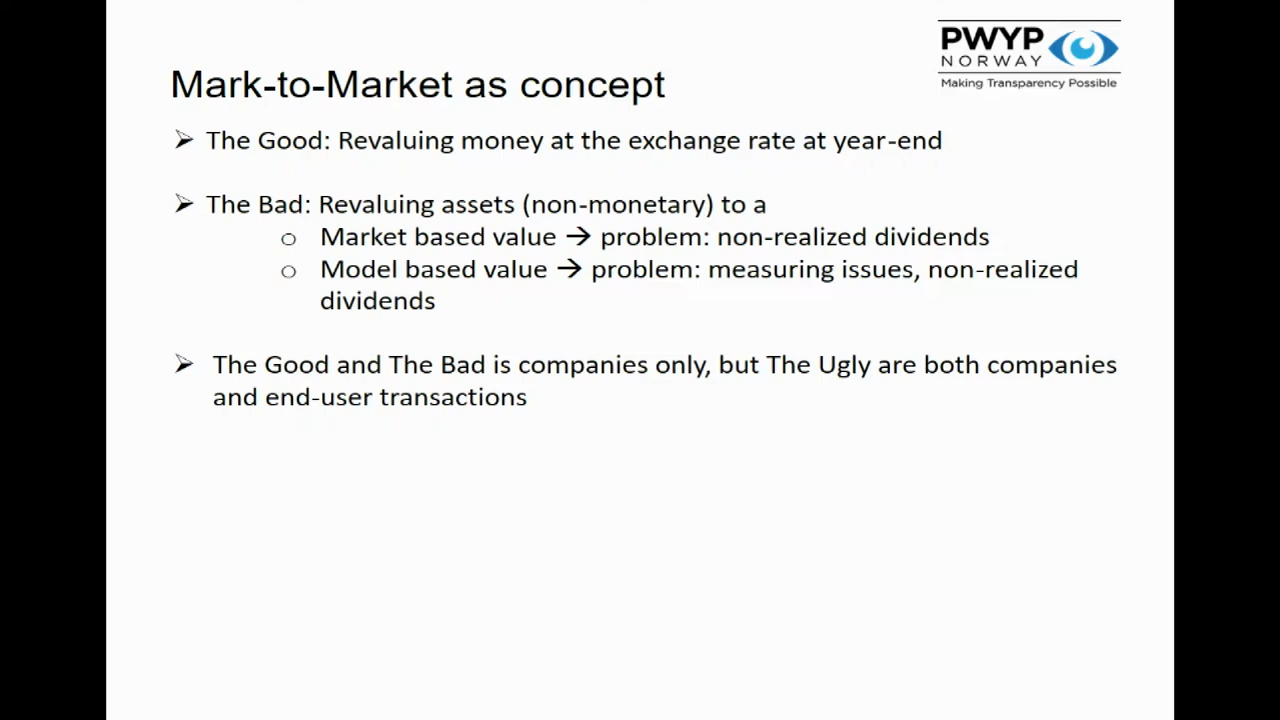 PWYP
NORWAY
Making Transparency Possible
Mark-to-Market as concept
➢ The Good: Revaluing money at the exchange rate at year-end
➢ The Bad: Revaluing assets (non-monetary) to a
o Market based value → problem: non-realized dividends
o Model based value → problem: measuring issues, non-realized
dividends
➢ The Good and The Bad is companies only, but The Ugly are both companies
and end-user transactions